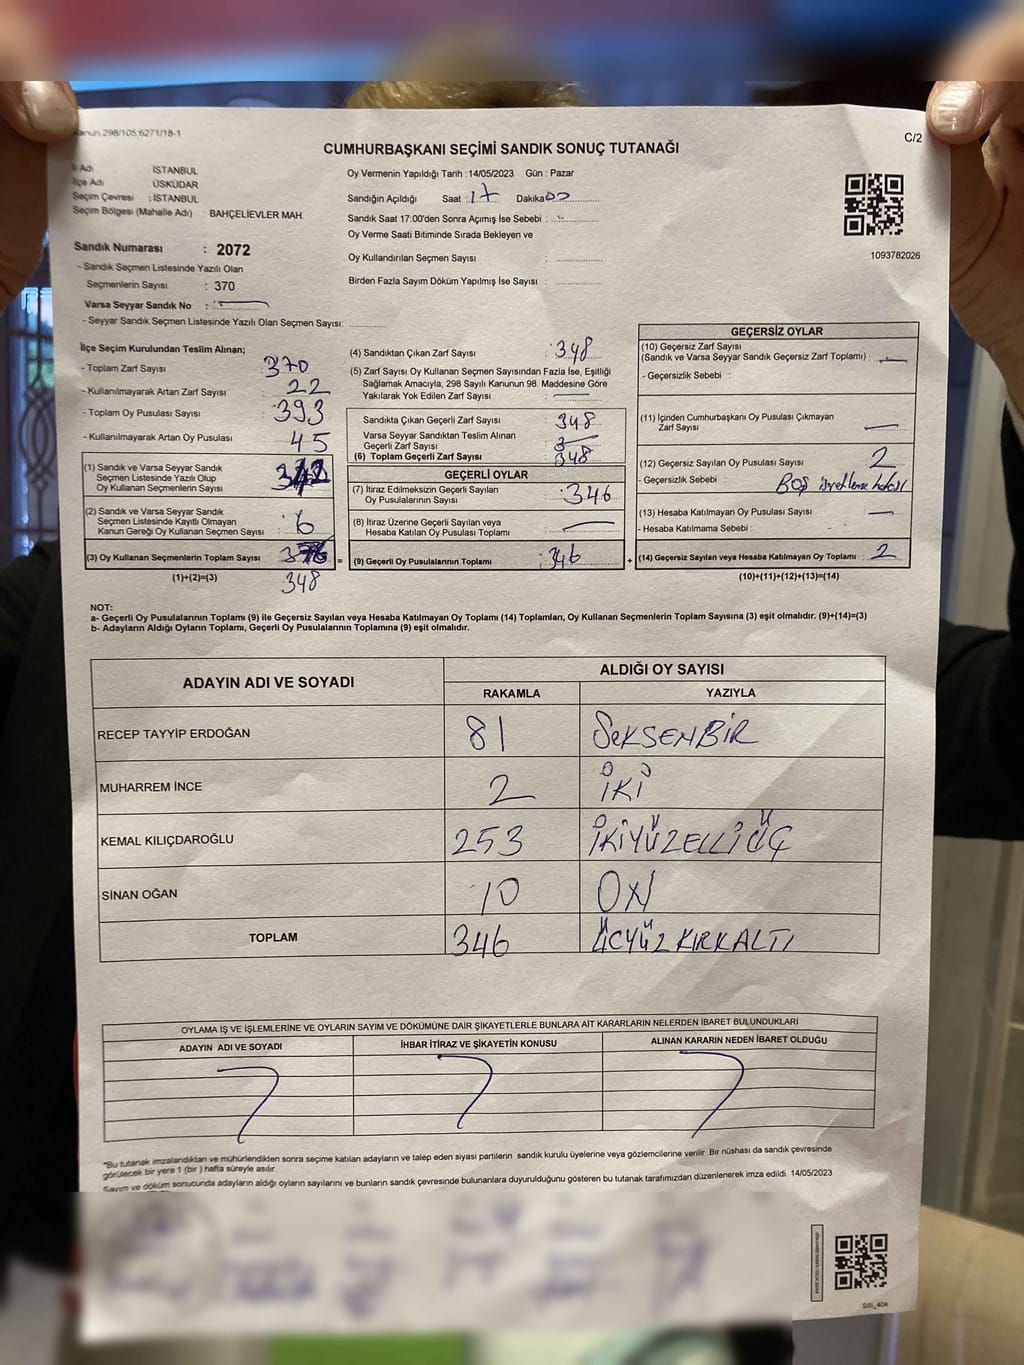 Kanun.298/105,6271/18-1
C/2
CUMHURBAŞKANI SEÇİMİ SANDIK SONUÇ TUTANAĞI
İl Adı İSTANBUL
İlçe Adı ÜSKÜDAR
Seçim Çevresi : İSTANBUL
Seçim Bölgesi (Mahalle Adı) : BAHÇELİEVLER MAH.
Sandık Numarası : 2072
- Sandık Seçmen Listesinde Yazılı Olan
Seçmenlerin Sayısı : 370
Varsa Seyyar Sandık No :
- Seyyar Sandık Seçmen Listesinde Yazılı Olan Seçmen Sayısı:
Oy Vermenin Yapıldığı Tarih : 14/05/2023 Gün : Pazar
Sandığın Açıldığı Saat : 17 Dakika 00
Sandık Saat 17:00'den Sonra Açımış İse Sebebi :
Oy Verme Saati Bitiminde Sırada Bekleyen ve
Oy Kullandırılan Seçmen Sayısı :
Birden Fazla Sayım Döküm Yapılmış İse Sayısı :
1093782026
İlçe Seçim Kurulundan Teslim Alınan;
- Toplam Zarf Sayısı 370
- Kullanılmayarak Artan Zarf Sayısı : 22
- Toplam Oy Pusulası Sayısı : 393
- Kullanılmayarak Artan Oy Pusulası : 45
(1) Sandık ve Varsa Seyyar Sandık
Seçmen Listesinde Yazılı Olup
Oy Kullanan Seçmenlerin Sayısı : 342
(2) Sandık ve Varsa Seyyar Sandık
Seçmen Listesinde Kayıtlı Olmayan
Kanun Gereği Oy Kullanan Seçmen Sayısı : 6
(3) Oy Kullanan Seçmenlerin Toplam Sayısı
(1)+(2)=(3) 348
(4) Sandıktan Çıkan Zarf Sayısı : 348
(5) Zarf Sayısı Oy Kullanan Seçmen Sayısından Fazla İse, Eşitliği
Sağlamak Amacıyla, 298 Sayılı Kanunun 98. Maddesine Göre
Yakılarak Yok Edilen Zarf Sayısı :
Sandıkta Çıkan Geçerli Zarf Sayısı : 348
Varsa Seyyar Sandıktan Teslim Alınan
Geçerli Zarf Sayısı :
(6) Toplam Geçerli Zarf Sayısı : 348
GEÇERLİ OYLAR
(7) İtiraz Edilmeksizin Geçerli Sayılan
Oy Pusulalarının Sayısı : 346
(8) İtiraz Üzerine Geçerli Sayılan veya
Hesaba Katılan Oy Pusulaları Toplamı :
= (9) Geçerli Oy Pusulalarının Toplamı : 346 +
GEÇERSİZ OYLAR
(10) Geçersiz Zarf Sayısı
(Sandık ve Varsa Seyyar Sandık Geçersiz Zarf Toplamı) :
- Geçersizlik Sebebi :
(11) İçinden Cumhurbaşkanı Oy Pusulası Çıkmayan
Zarf Sayısı :
(12) Geçersiz Sayılan Oy Pusulası Sayısı : 2
- Geçersizlik Sebebi : BOŞ
(13) Hesaba Katılmayan Oy Pusulası Sayısı :
- Hesaba Katılmama Sebebi :
(14) Geçersiz Sayılan veya Hesaba Katılmayan Oy Toplamı : 2
(10)+(11)+(12)+(13)=(14)
NOT:
a- Geçerli Oy Pusulalarının Toplamı (9) ile Geçersiz Sayılan veya Hesaba Katılmayan Oy Toplamı (14) Toplamları, Oy Kullanan Seçmenlerin Toplam Sayısına (3) eşit olmalıdır. (9)+(14)=(3)
b- Adayların Aldığı Oyların Toplamı, Geçerli Oy Pusulalarının Toplamına (9) eşit olmalıdır.
ADAYIN ADI VE SOYADI
ALDIĞI OY SAYISI
RAKAMLA YAZIYLA
RECEP TAYYİP ERDOĞAN 81 SEKSENBİR
MUHARREM İNCE 2 İKİ
KEMAL KILIÇDAROĞLU 253 İKİYÜZELLİÜÇ
SİNAN OĞAN 10 ON
TOPLAM 346 ÜÇYÜZ KIRKALTI
OYLAMA İŞ VE İŞLEMLERİNE VE OYLARIN SAYIM VE DÖKÜMÜNE DAİR ŞİKAYETLERLE BUNLARA AİT KARARLARIN NELERDEN İBARET BULUNDUKLARI
ADAYIN ADI VE SOYADI İHBAR İTİRAZ VE ŞİKAYETİN KONUSU ALINAN KARARIN NEDEN İBARET OLDUĞU
"Bu tutanak imzalandıktan ve mühürlendikten sonra seçime katılan adayların ve talep eden siyasi partilerin sandık kurulu üyelerine veya gözlemcilerine verilir. Bir nüshası da sandık çevresinde
görülecek bir yere 1 (bir ) hafta süreyle asılır.
Sayım ve döküm sonucunda adayların aldığı oyların sayılarını ve bunların sandık çevresinde bulunanlara duyurulduğunu gösteren bu tutanak tarafımızdan düzenlenerek imza edildi. 14/05/2023
SSI_404